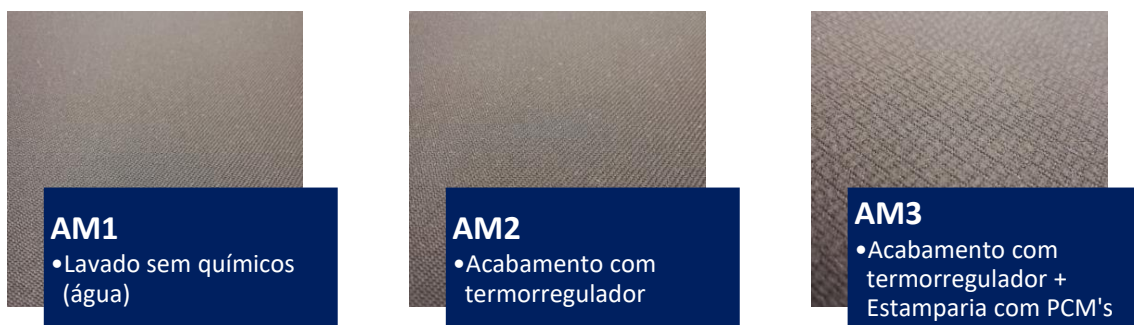 AM1
•Lavado sem químicos
(água)
AM2
•Acabamento com
termorregulador
AM3
•Acabamento com
termorregulador +
Estamparia com PCM's